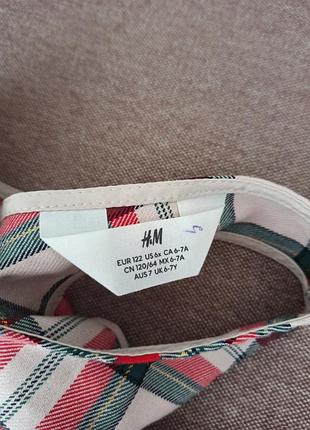 H&M
EUR 122 US 6x CA 6-7A
CN 120/64 MX 6-7A
AUS 7 UK 6-7Y